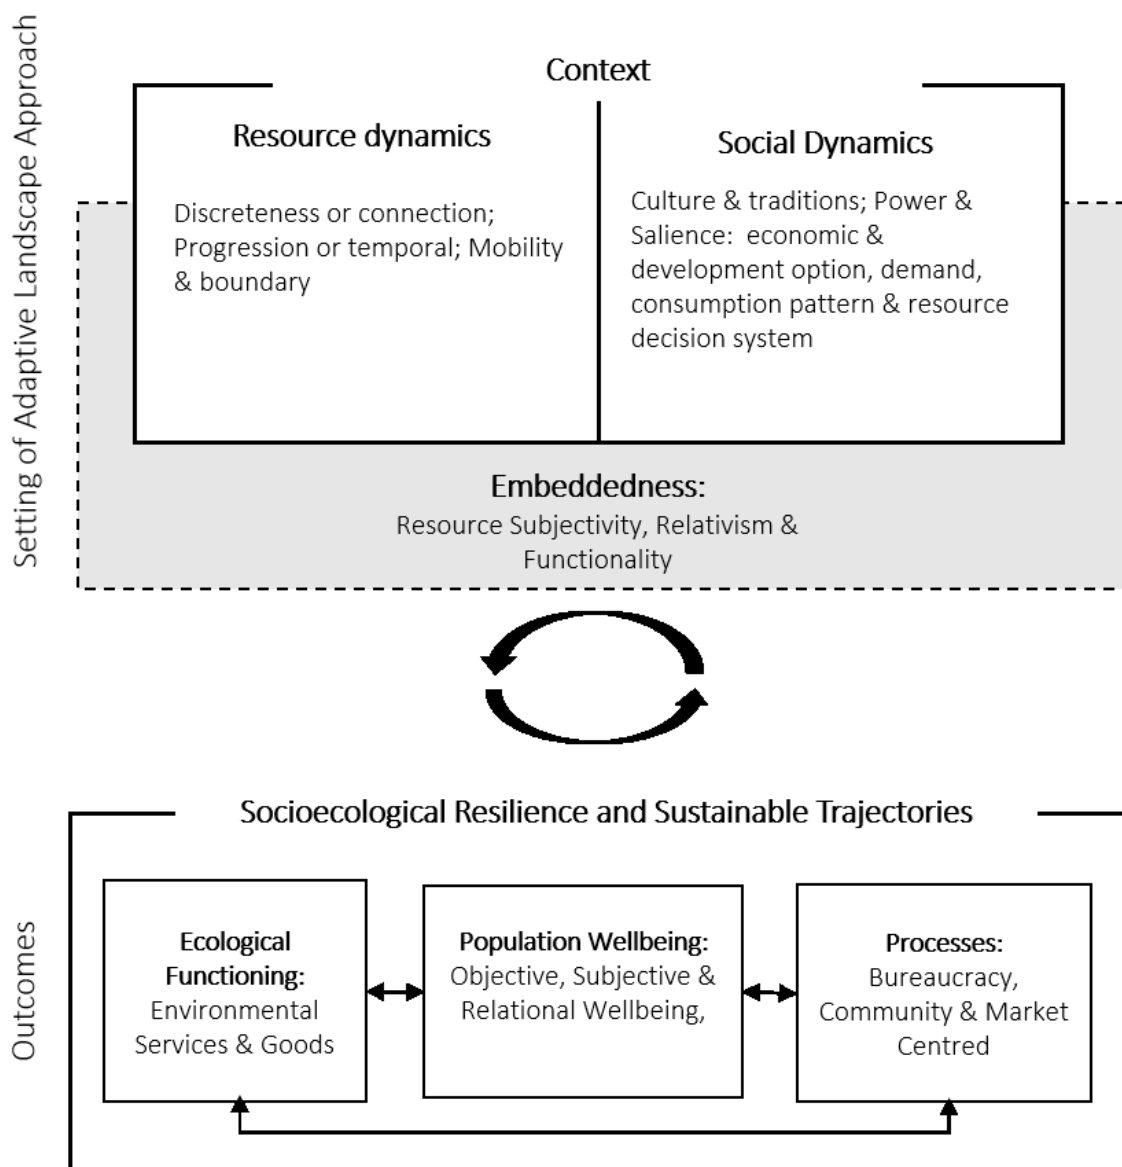 Setting of Adaptive Landscape Approach
Context
Resource dynamics
Discreteness or connection;
Progression or temporal; Mobility
& boundary
Social Dynamics
Culture & traditions; Power &
Salience: economic &
development option, demand,
consumption pattern & resource
decision system
Embeddedness:
Resource Subjectivity, Relativism &
Functionality
Outcomes
Socioecological Resilience and Sustainable Trajectories
Ecological
Functioning:
Environmental
Services & Goods
Population Wellbeing:
Objective, Subjective &
Relational Wellbeing,
Processes:
Bureaucracy,
Community & Market
Centred